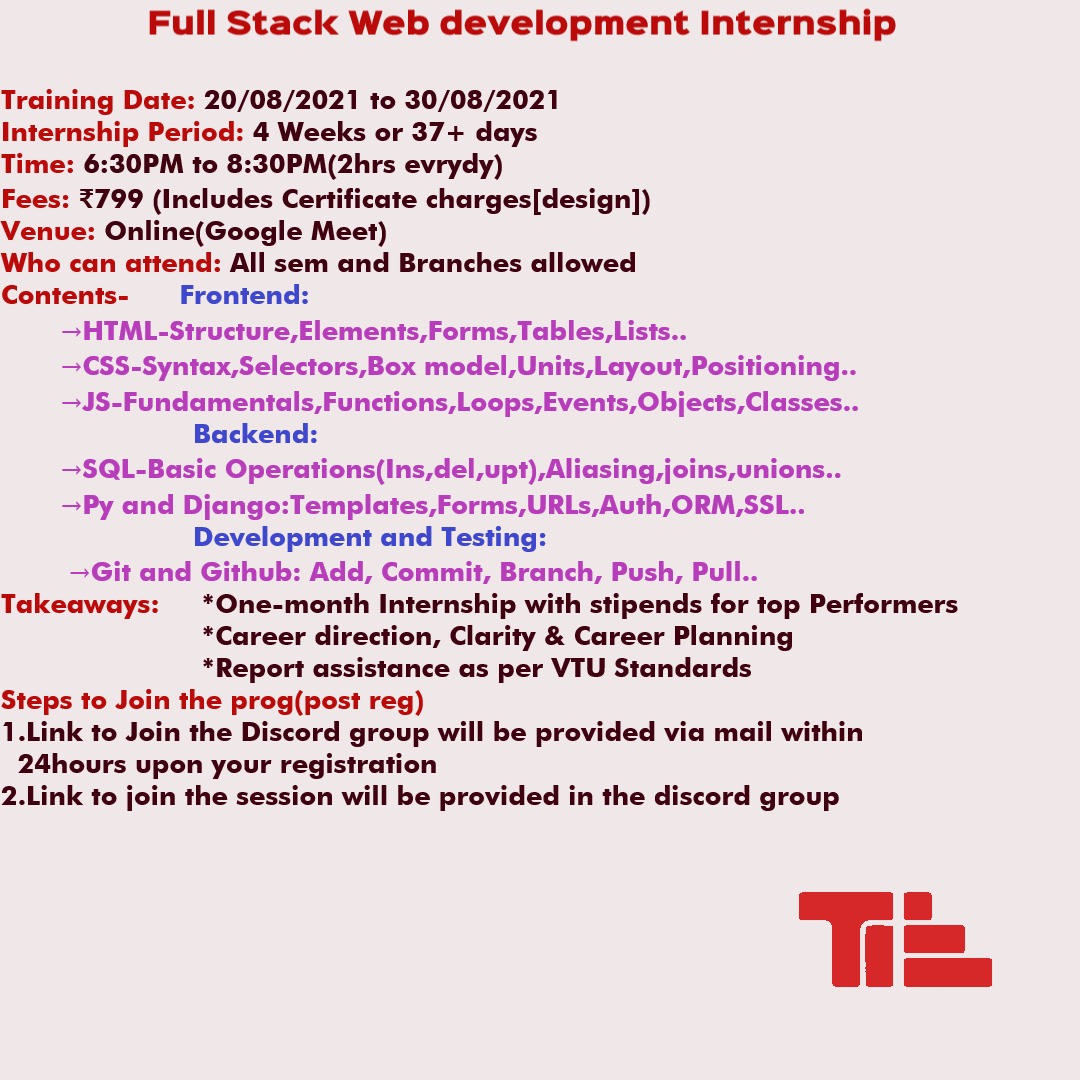 Full Stack Web development Internship
Training Date: 20/08/2021 to 30/08/2021
Internship Period: 4 Weeks or 37+ days
Time: 6:30PM to 8:30PM(2hrs evrydy)
Fees: ₹799 (Includes Certificate charges[design])
Venue: Online(Google Meet)
Who can attend: All sem and Branches allowed
Contents- Frontend:
→HTML-Structure,Elements,Forms,Tables,Lists..
→CSS-Syntax,Selectors,Box model,Units,Layout,Positioning..
→JS-Fundamentals,Functions,Loops,Events,Objects,Classes..
Backend:
→SQL-Basic Operations(Ins,del,upt),Aliasing,joins,unions..
→Py and Django:Templates,Forms,URLs,Auth,ORM,SSL..
Development and Testing:
→Git and Github: Add, Commit, Branch, Push, Pull..
Takeaways: *One-month Internship with stipends for top Performers
*Career direction, Clarity & Career Planning
*Report assistance as per VTU Standards
Steps to Join the prog(post reg)
1.Link to Join the Discord group will be provided via mail within
24hours upon your registration
2.Link to join the session will be provided in the discord group